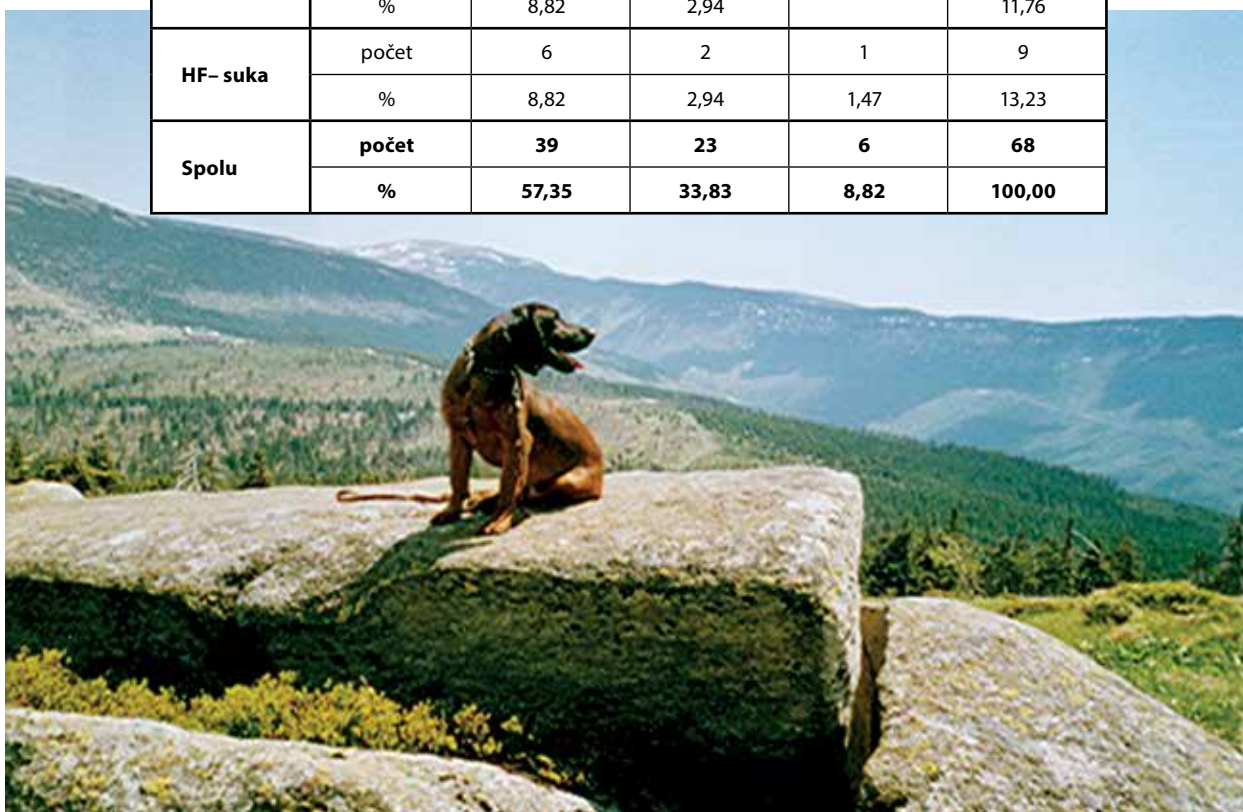 % 8,82 2,94 11,76
HF– suka počet 6 2 1 9
% 8,82 2,94 1,47 13,23
Spolu počet 39 23 6 68
% 57,35 33,83 8,82 100,00